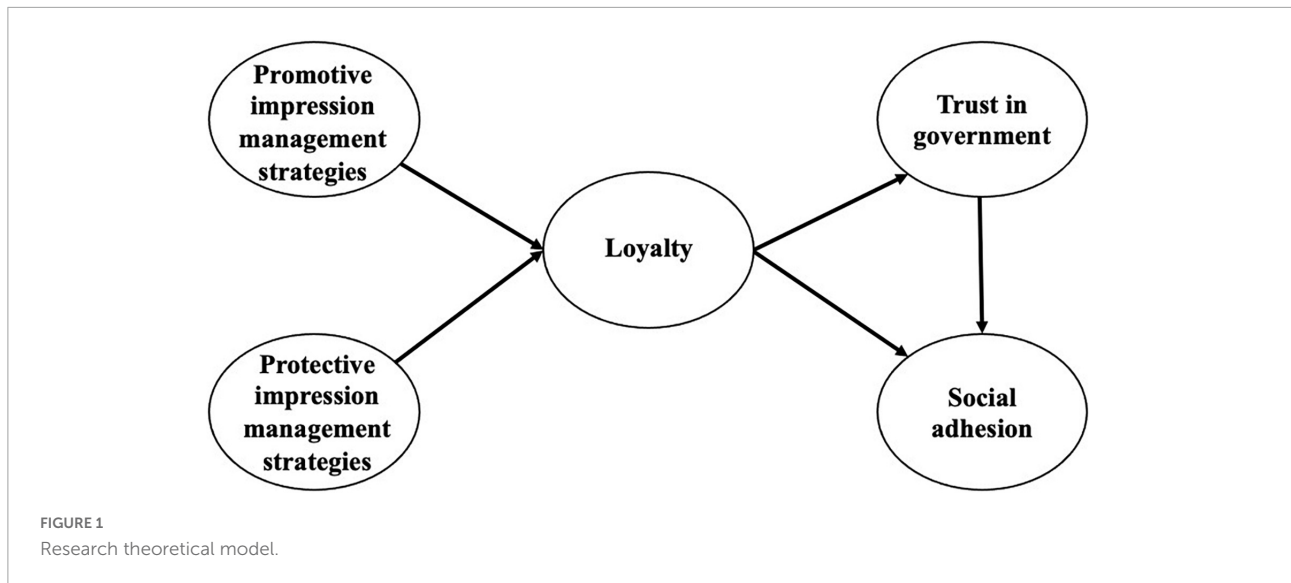 Promotive
impression
management
strategies
Trust in
government
Loyalty
Protective
impression
management
strategies
Social
adhesion
FIGURE 1
Research theoretical model.